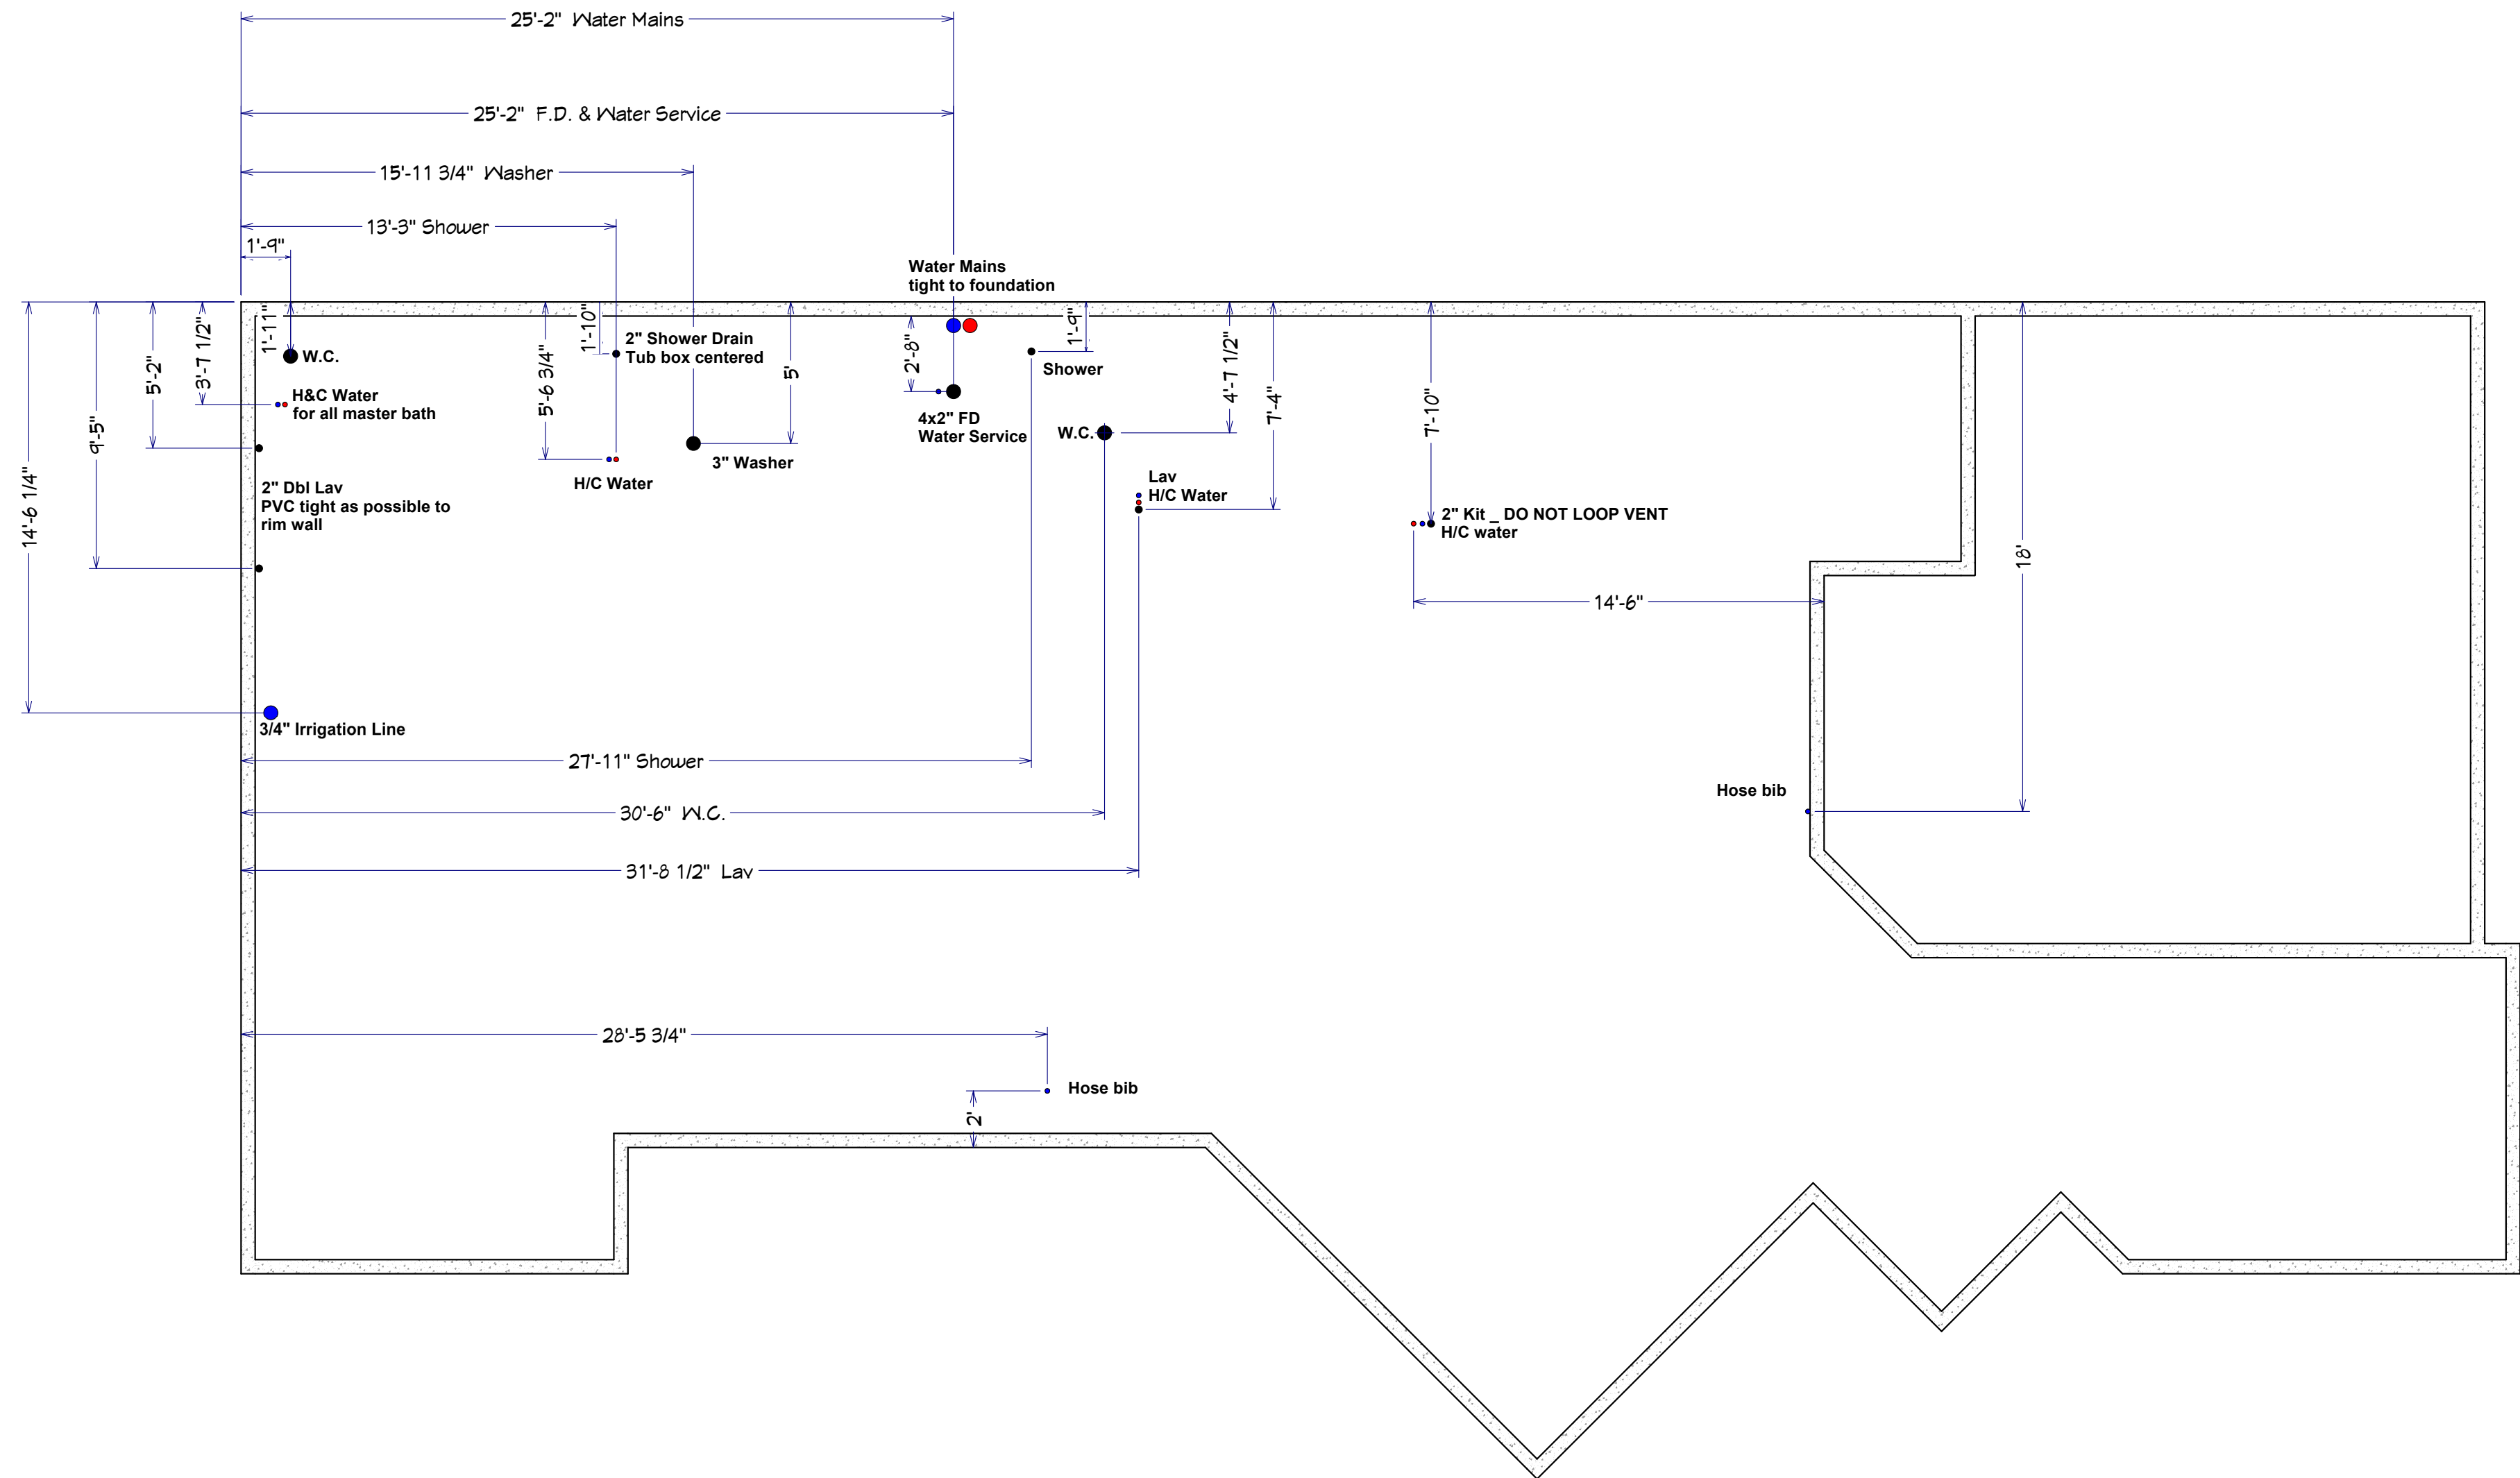 25'-2" Water Mains
25'-2" F.D. & Water Service
15'-11 3/4" Washer
13'-3" Shower
1'-9"
Water Mains
tight to foundation
1'-11"
3'-7 1/2"
5'-2"
9'-5"
14'-6 1/4"
W.C.
H&C Water
for all master bath
1'-10"
2" Shower Drain
Tub box centered
5'-6 3/4"
5'
2'-8"
1'-9"
Shower
4'-7 1/2"
7'-4"
7'-10"
18'
4x2" FD
Water Service
W.C.
3" Washer
H/C Water
Lav
H/C Water
2" Dbl Lav
PVC tight as possible to
rim wall
2" Kit _ DO NOT LOOP VENT
H/C water
14'-6"
3/4" Irrigation Line
27'-11" Shower
Hose bib
30'-6" W.C.
31'-8 1/2" Lav
28'-5 3/4"
Hose bib
2'